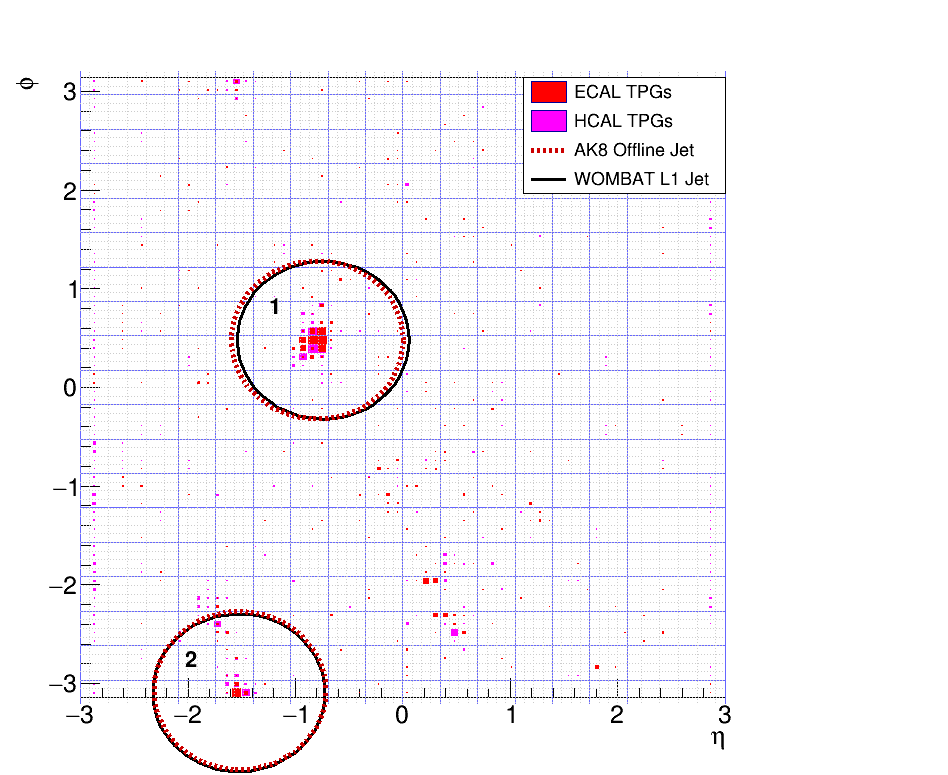 φ
3
2
1
0
−1
−2
−3
ECAL TPGs
HCAL TPGs
AK8 Offline Jet
WOMBAT L1 Jet
1
2
−3 −2 −1 0 1 2 3
η